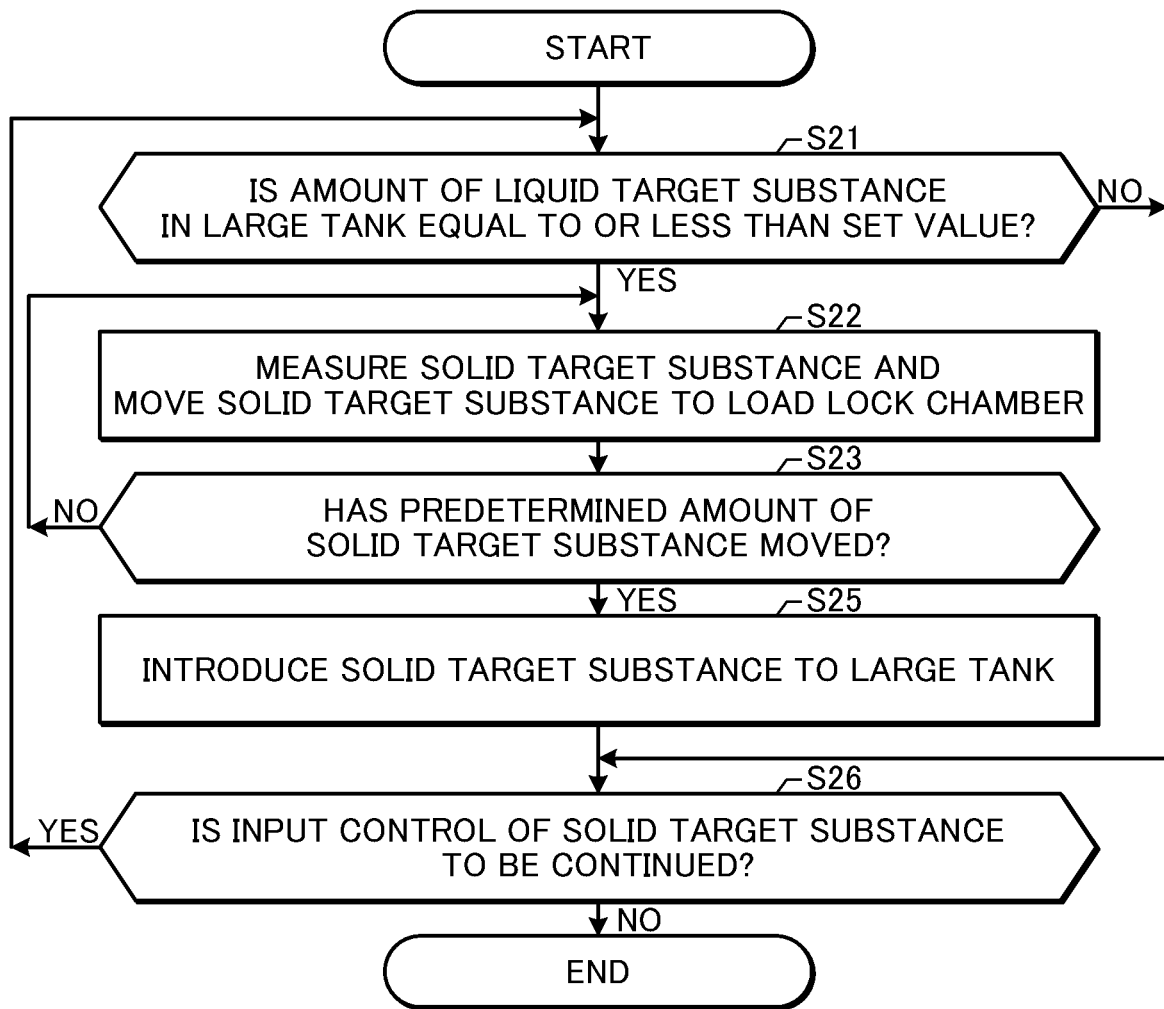 START
S21
IS AMOUNT OF LIQUID TARGET SUBSTANCE
IN LARGE TANK EQUAL TO OR LESS THAN SET VALUE?
NO
YES
S22
MEASURE SOLID TARGET SUBSTANCE AND
MOVE SOLID TARGET SUBSTANCE TO LOAD LOCK CHAMBER
S23
HAS PREDETERMINED AMOUNT OF
SOLID TARGET SUBSTANCE MOVED?
NO
YES
S25
INTRODUCE SOLID TARGET SUBSTANCE TO LARGE TANK
S26
IS INPUT CONTROL OF SOLID TARGET SUBSTANCE
TO BE CONTINUED?
YES
NO
END